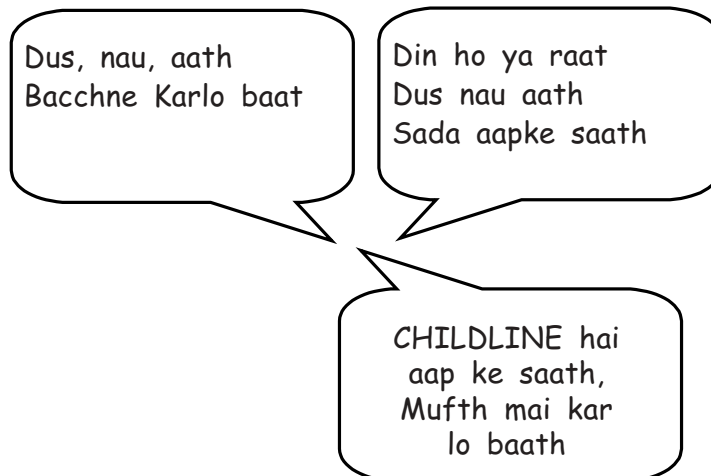 Dus, nau, aath
Bacchne Karlo baat
Din ho ya raat
Dus nau aath
Sada aapke saath
CHILDLINE hai
aap ke saath,
Mufth mai kar
lo baath